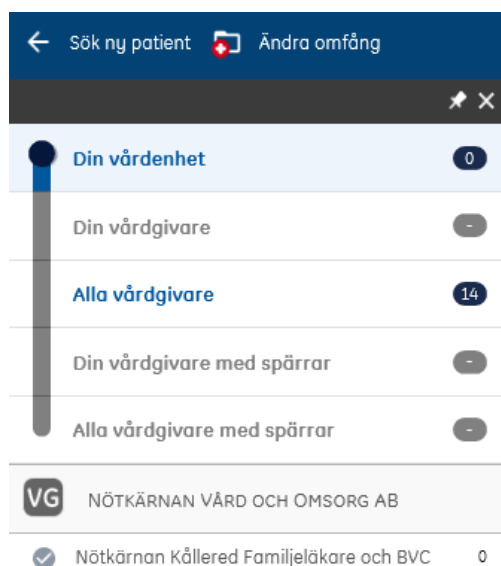 Sök ny patient Ändra omfång
Din vårdenhet 0
Din vårdgivare -
Alla vårdgivare 14
Din vårdgivare med spärrar -
Alla vårdgivare med spärrar -
VG NÖTKÄRNAN VÅRD OCH OMSORG AB
Nötkärnan Kållered Familjeläkare och BVC 0